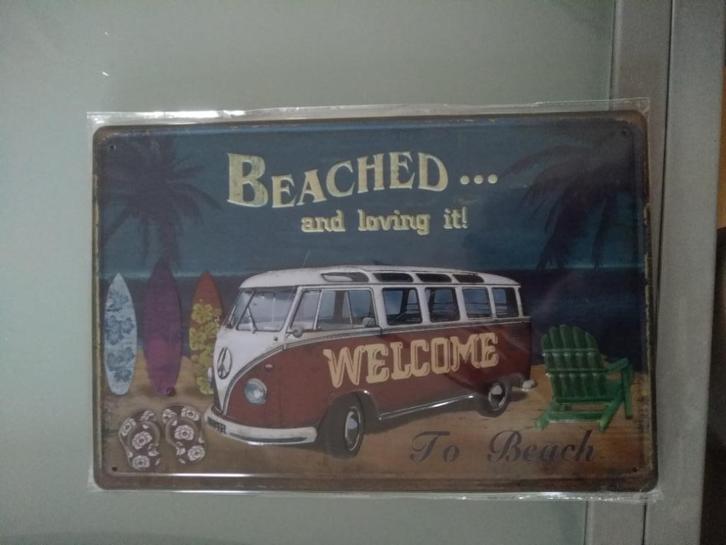 BEACHED...
and loving it!
WELCOME
To Beach